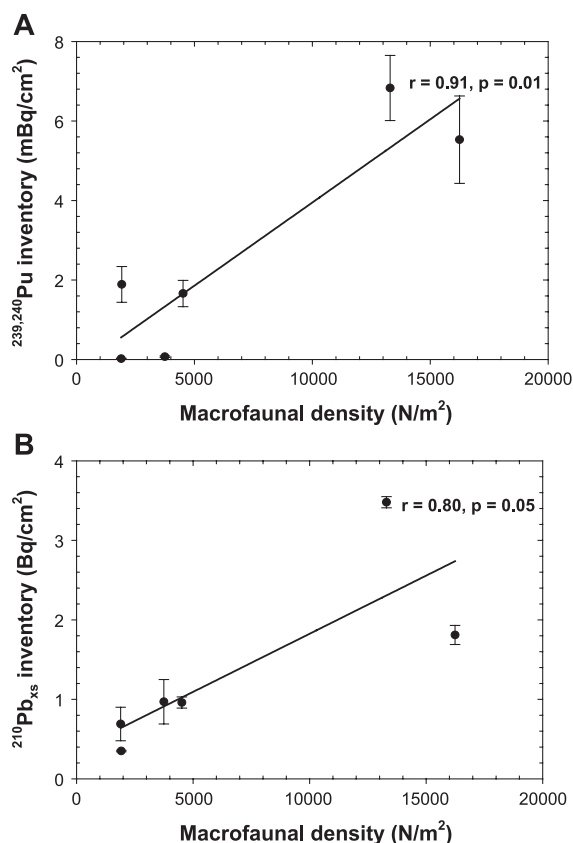 A
8
6
4
2
0
²³⁹,²⁴⁰Pu inventory (mBq/cm²)
r = 0.91, p = 0.01
0 5000 10000 15000 20000
Macrofaunal density (N/m²)
B
4
3
2
1
0
²¹⁰Pbₓₛ inventory (Bq/cm²)
r = 0.80, p = 0.05
0 5000 10000 15000 20000
Macrofaunal density (N/m²)